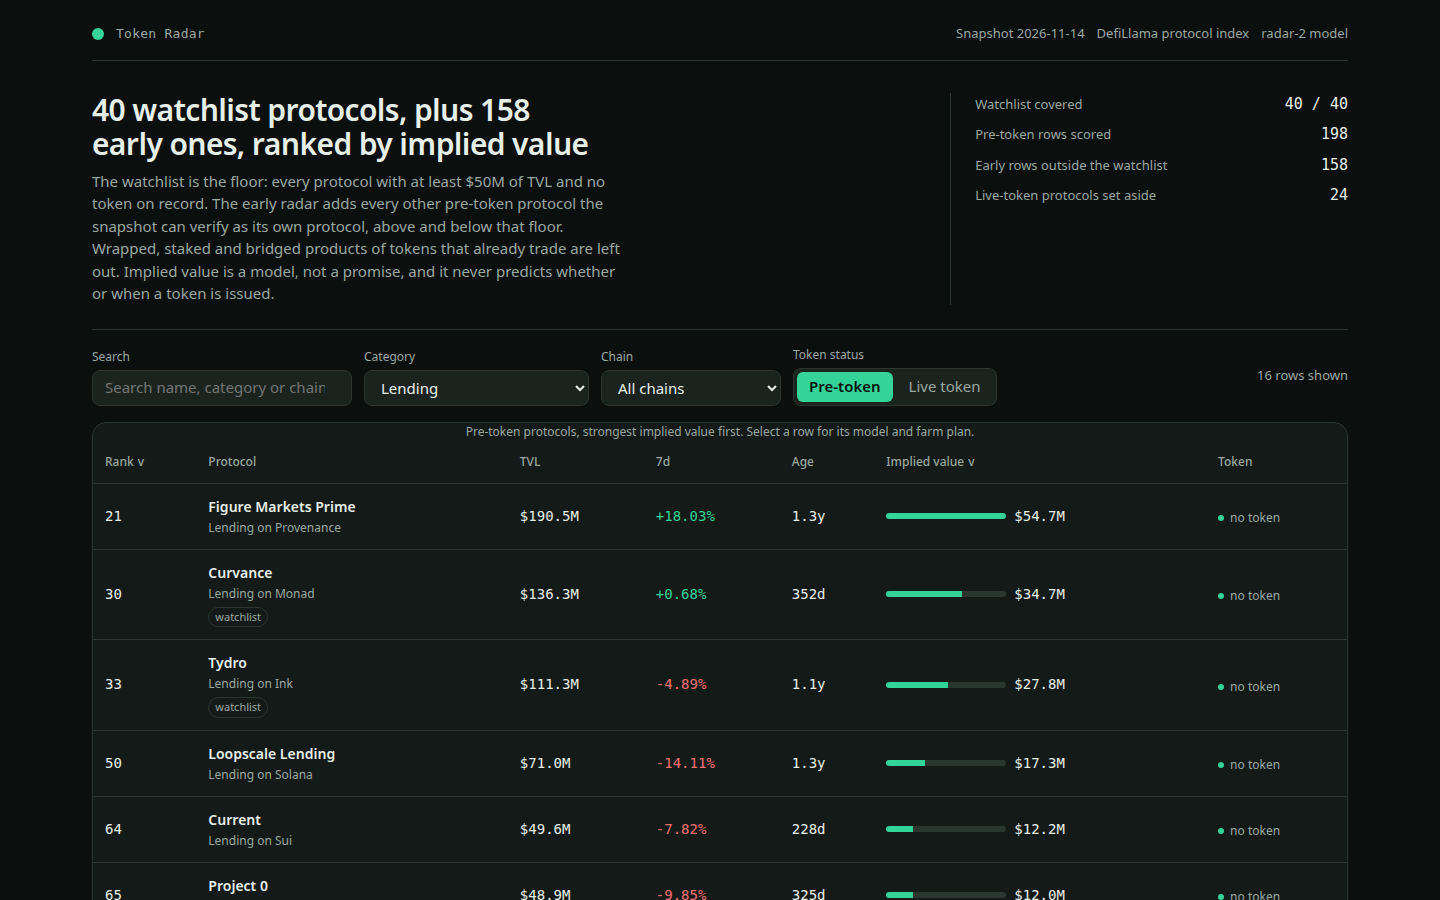 Token Radar
Snapshot 2026-11-14 DefiLlama protocol index radar-2 model
40 watchlist protocols, plus 158
early ones, ranked by implied value
The watchlist is the floor: every protocol with at least $50M of TVL and no
token on record. The early radar adds every other pre-token protocol the
snapshot can verify as its own protocol, above and below that floor.
Wrapped, staked and bridged products of tokens that already trade are left
out. Implied value is a model, not a promise, and it never predicts whether
or when a token is issued.
Watchlist covered 40 / 40
Pre-token rows scored 198
Early rows outside the watchlist 158
Live-token protocols set aside 24
Search Category Chain Token status
Search name, category or chain Lending All chains Pre-token Live token
16 rows shown
Pre-token protocols, strongest implied value first. Select a row for its model and farm plan.
Rank v Protocol TVL 7d Age Implied value v Token
21 Figure Markets Prime $190.5M +18.03% 1.3y $54.7M no token
Lending on Provenance
30 Curvance $136.3M +0.68% 352d $34.7M no token
Lending on Monad
watchlist
33 Tydro $111.3M -4.89% 1.1y $27.8M no token
Lending on Ink
watchlist
50 Loopscale Lending $71.0M -14.11% 1.3y $17.3M no token
Lending on Solana
64 Current $49.6M -7.82% 228d $12.2M no token
Lending on Sui
65 Project 0 $48.9M -9.85% 325d $12.0M no token